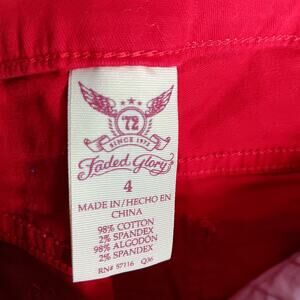 '72
SINCE 1972
Faded Glory
4
MADE IN/HECHO EN
CHINA
98% COTTON
2% SPANDEX
98% ALGODÓN
2% SPANDEX
RN# 57116 Q36